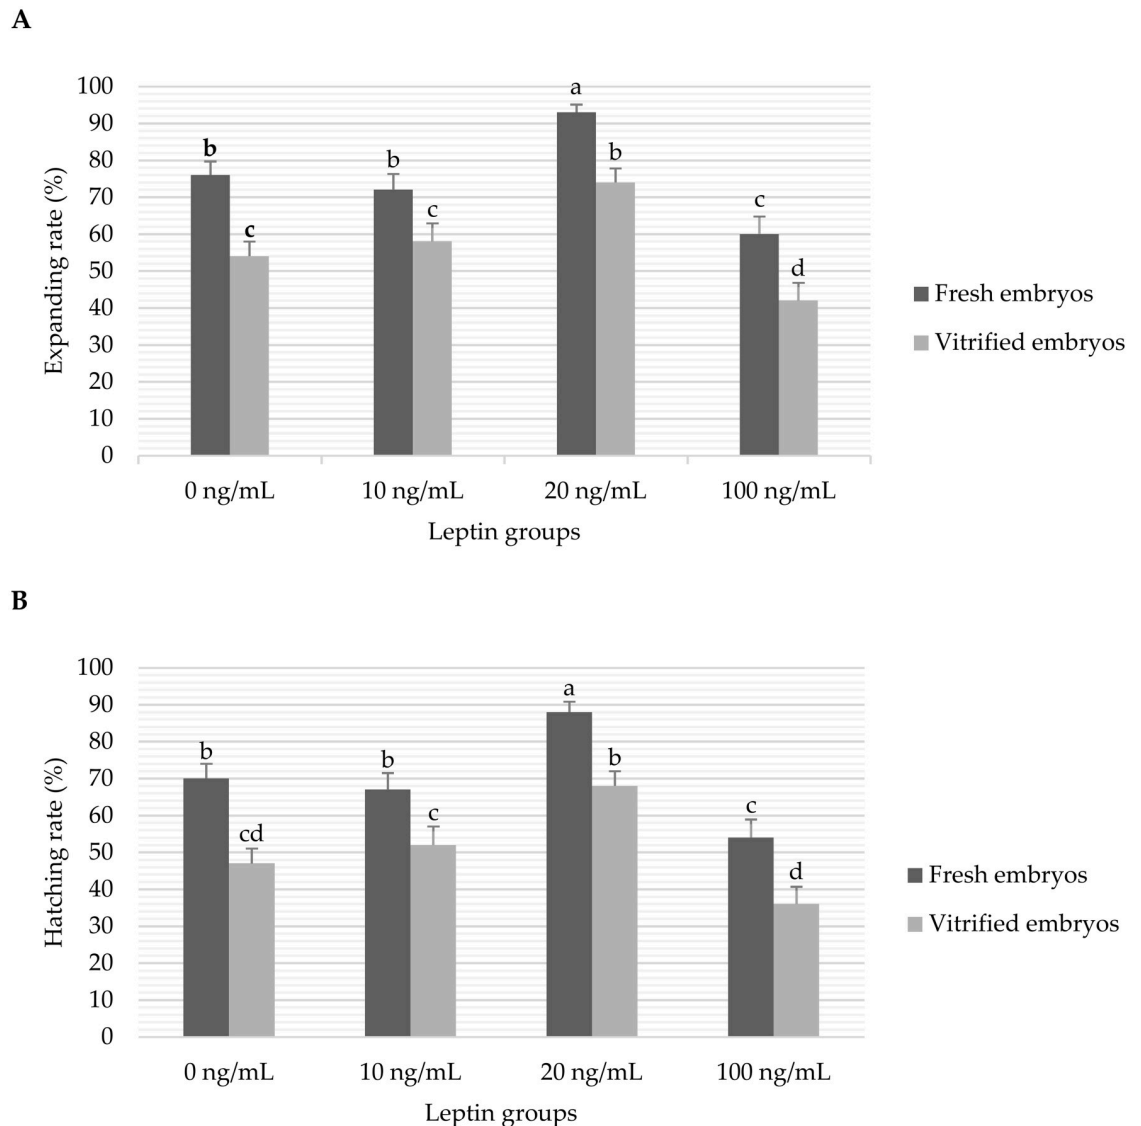 A
100
90
80
70
60
50
40
30
20
10
0
Expanding rate (%)
b
c
b
c
a
b
c
d
0 ng/mL
10 ng/mL
20 ng/mL
100 ng/mL
Leptin groups
Fresh embryos
Vitrified embryos
B
100
90
80
70
60
50
40
30
20
10
0
Hatching rate (%)
b
cd
b
c
a
b
c
d
0 ng/mL
10 ng/mL
20 ng/mL
100 ng/mL
Leptin groups
Fresh embryos
Vitrified embryos